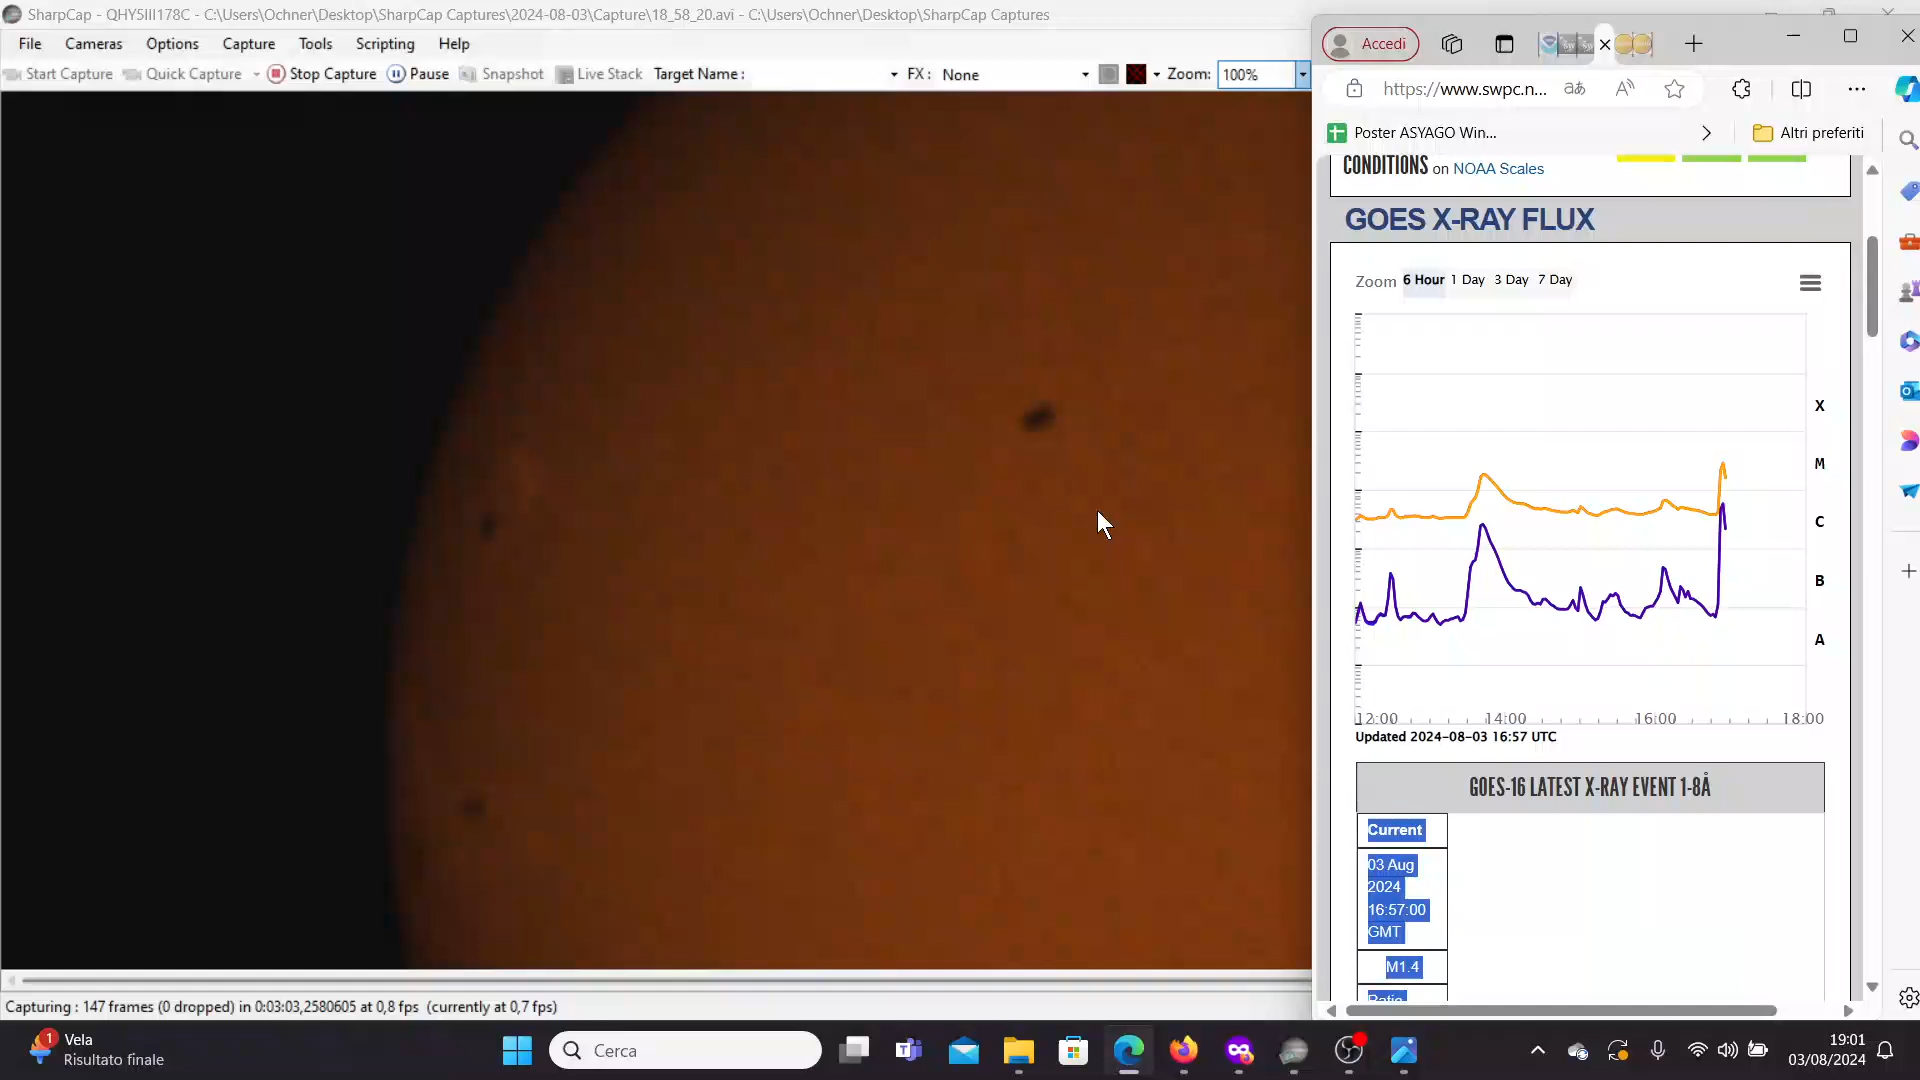 SharpCap - QHY5III178C - C:\Users\Ochner\Desktop\SharpCap Captures\2024-08-03\Capture\18_58_20.avi - C:\Users\Ochner\Desktop\SharpCap Captures
File Cameras Options Capture Tools Scripting Help
Start Capture Quick Capture Stop Capture Pause Snapshot Live Stack Target Name : FX : None Zoom: 100%
Capturing : 147 frames (0 dropped) in 0:03:03,2580605 at 0,8 fps (currently at 0,7 fps)
Accedi
https://www.swpc.n...
Poster ASYAGO Win...
Altri preferiti
CONDITIONS on NOAA Scales
GOES X-RAY FLUX
Zoom 6 Hour 1 Day 3 Day 7 Day
X
M
C
B
A
12:00 14:00 16:00 18:00
Updated 2024-08-03 16:57 UTC
GOES-16 LATEST X-RAY EVENT 1-8Å
Current
03 Aug
2024
16:57:00
GMT
M1.4
Ratio
1
Vela
Risultato finale
Cerca
19:01
03/08/2024